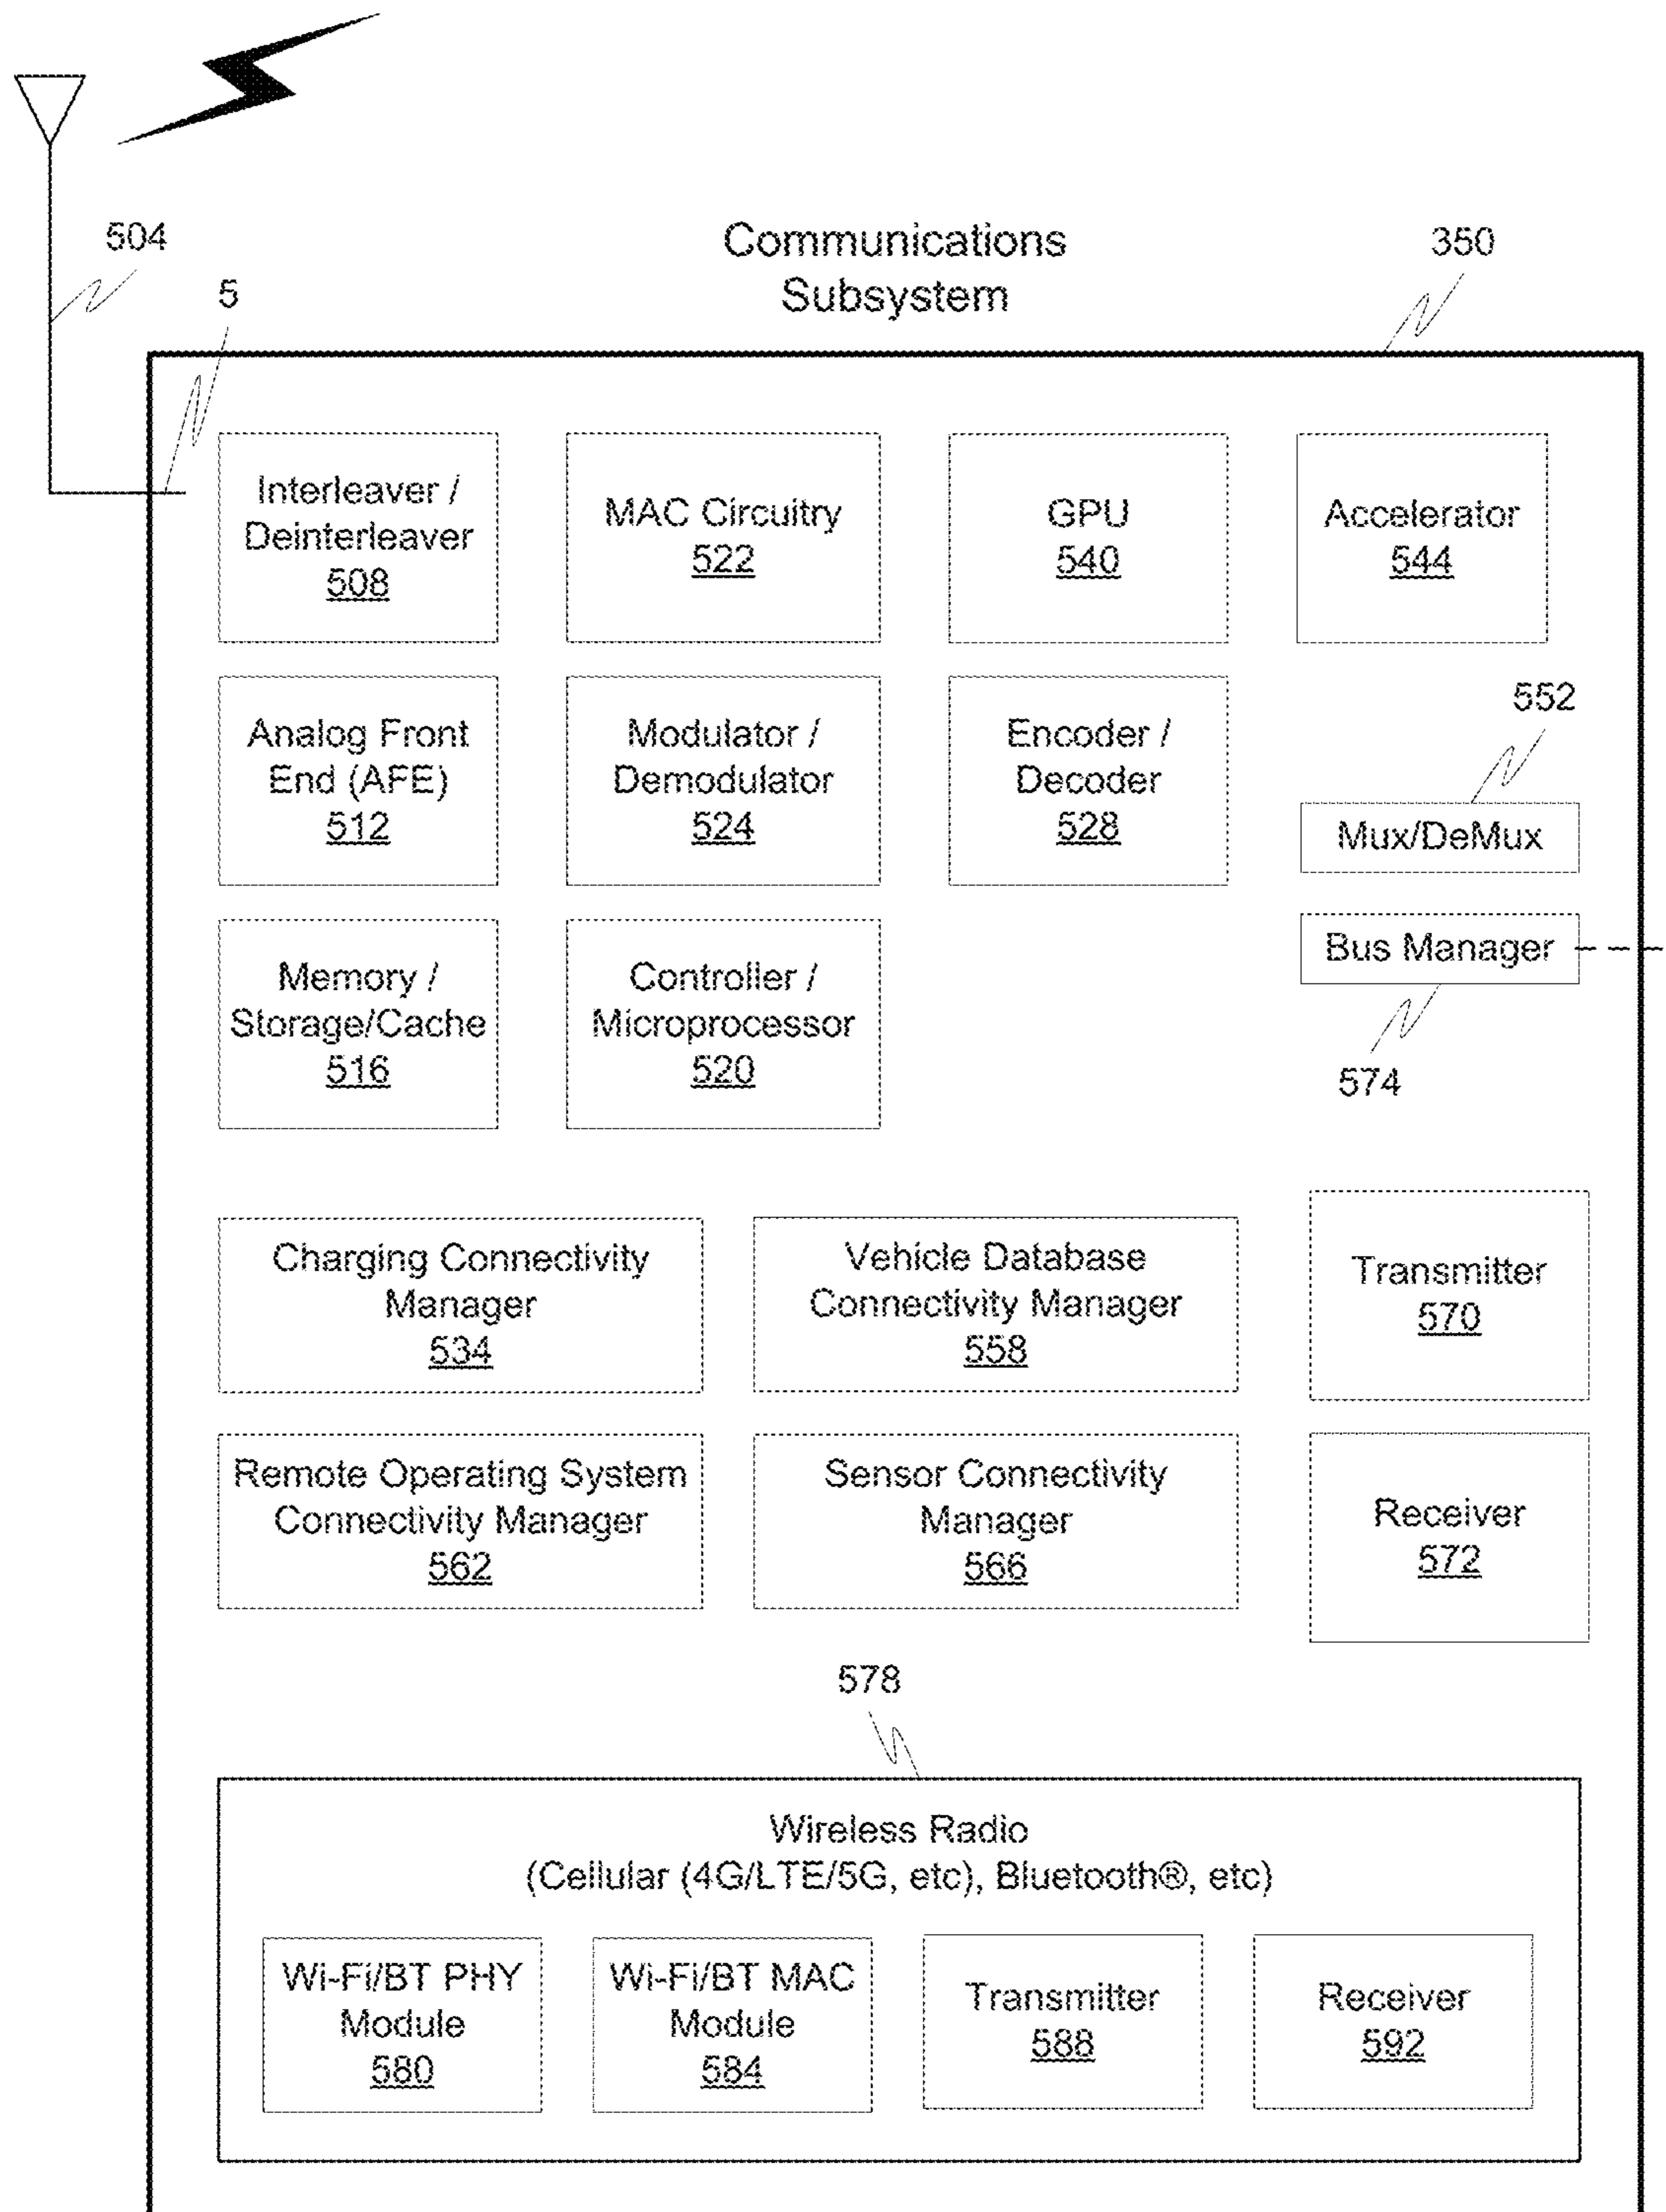 504
5
Communications
Subsystem
350
Interleaver /
Deinterleaver
508
MAC Circuitry
522
GPU
540
Accelerator
544
Analog Front
End (AFE)
512
Modulator /
Demodulator
524
Encoder /
Decoder
528
552
Mux/DeMux
Bus Manager
574
Memory /
Storage/Cache
516
Controller /
Microprocessor
520
Charging Connectivity
Manager
534
Vehicle Database
Connectivity Manager
558
Transmitter
570
Remote Operating System
Connectivity Manager
562
Sensor Connectivity
Manager
566
Receiver
572
578
Wireless Radio
(Cellular (4G/LTE/5G, etc), Bluetooth®, etc)
Wi-Fi/BT PHY
Module
580
Wi-Fi/BT MAC
Module
584
Transmitter
588
Receiver
592